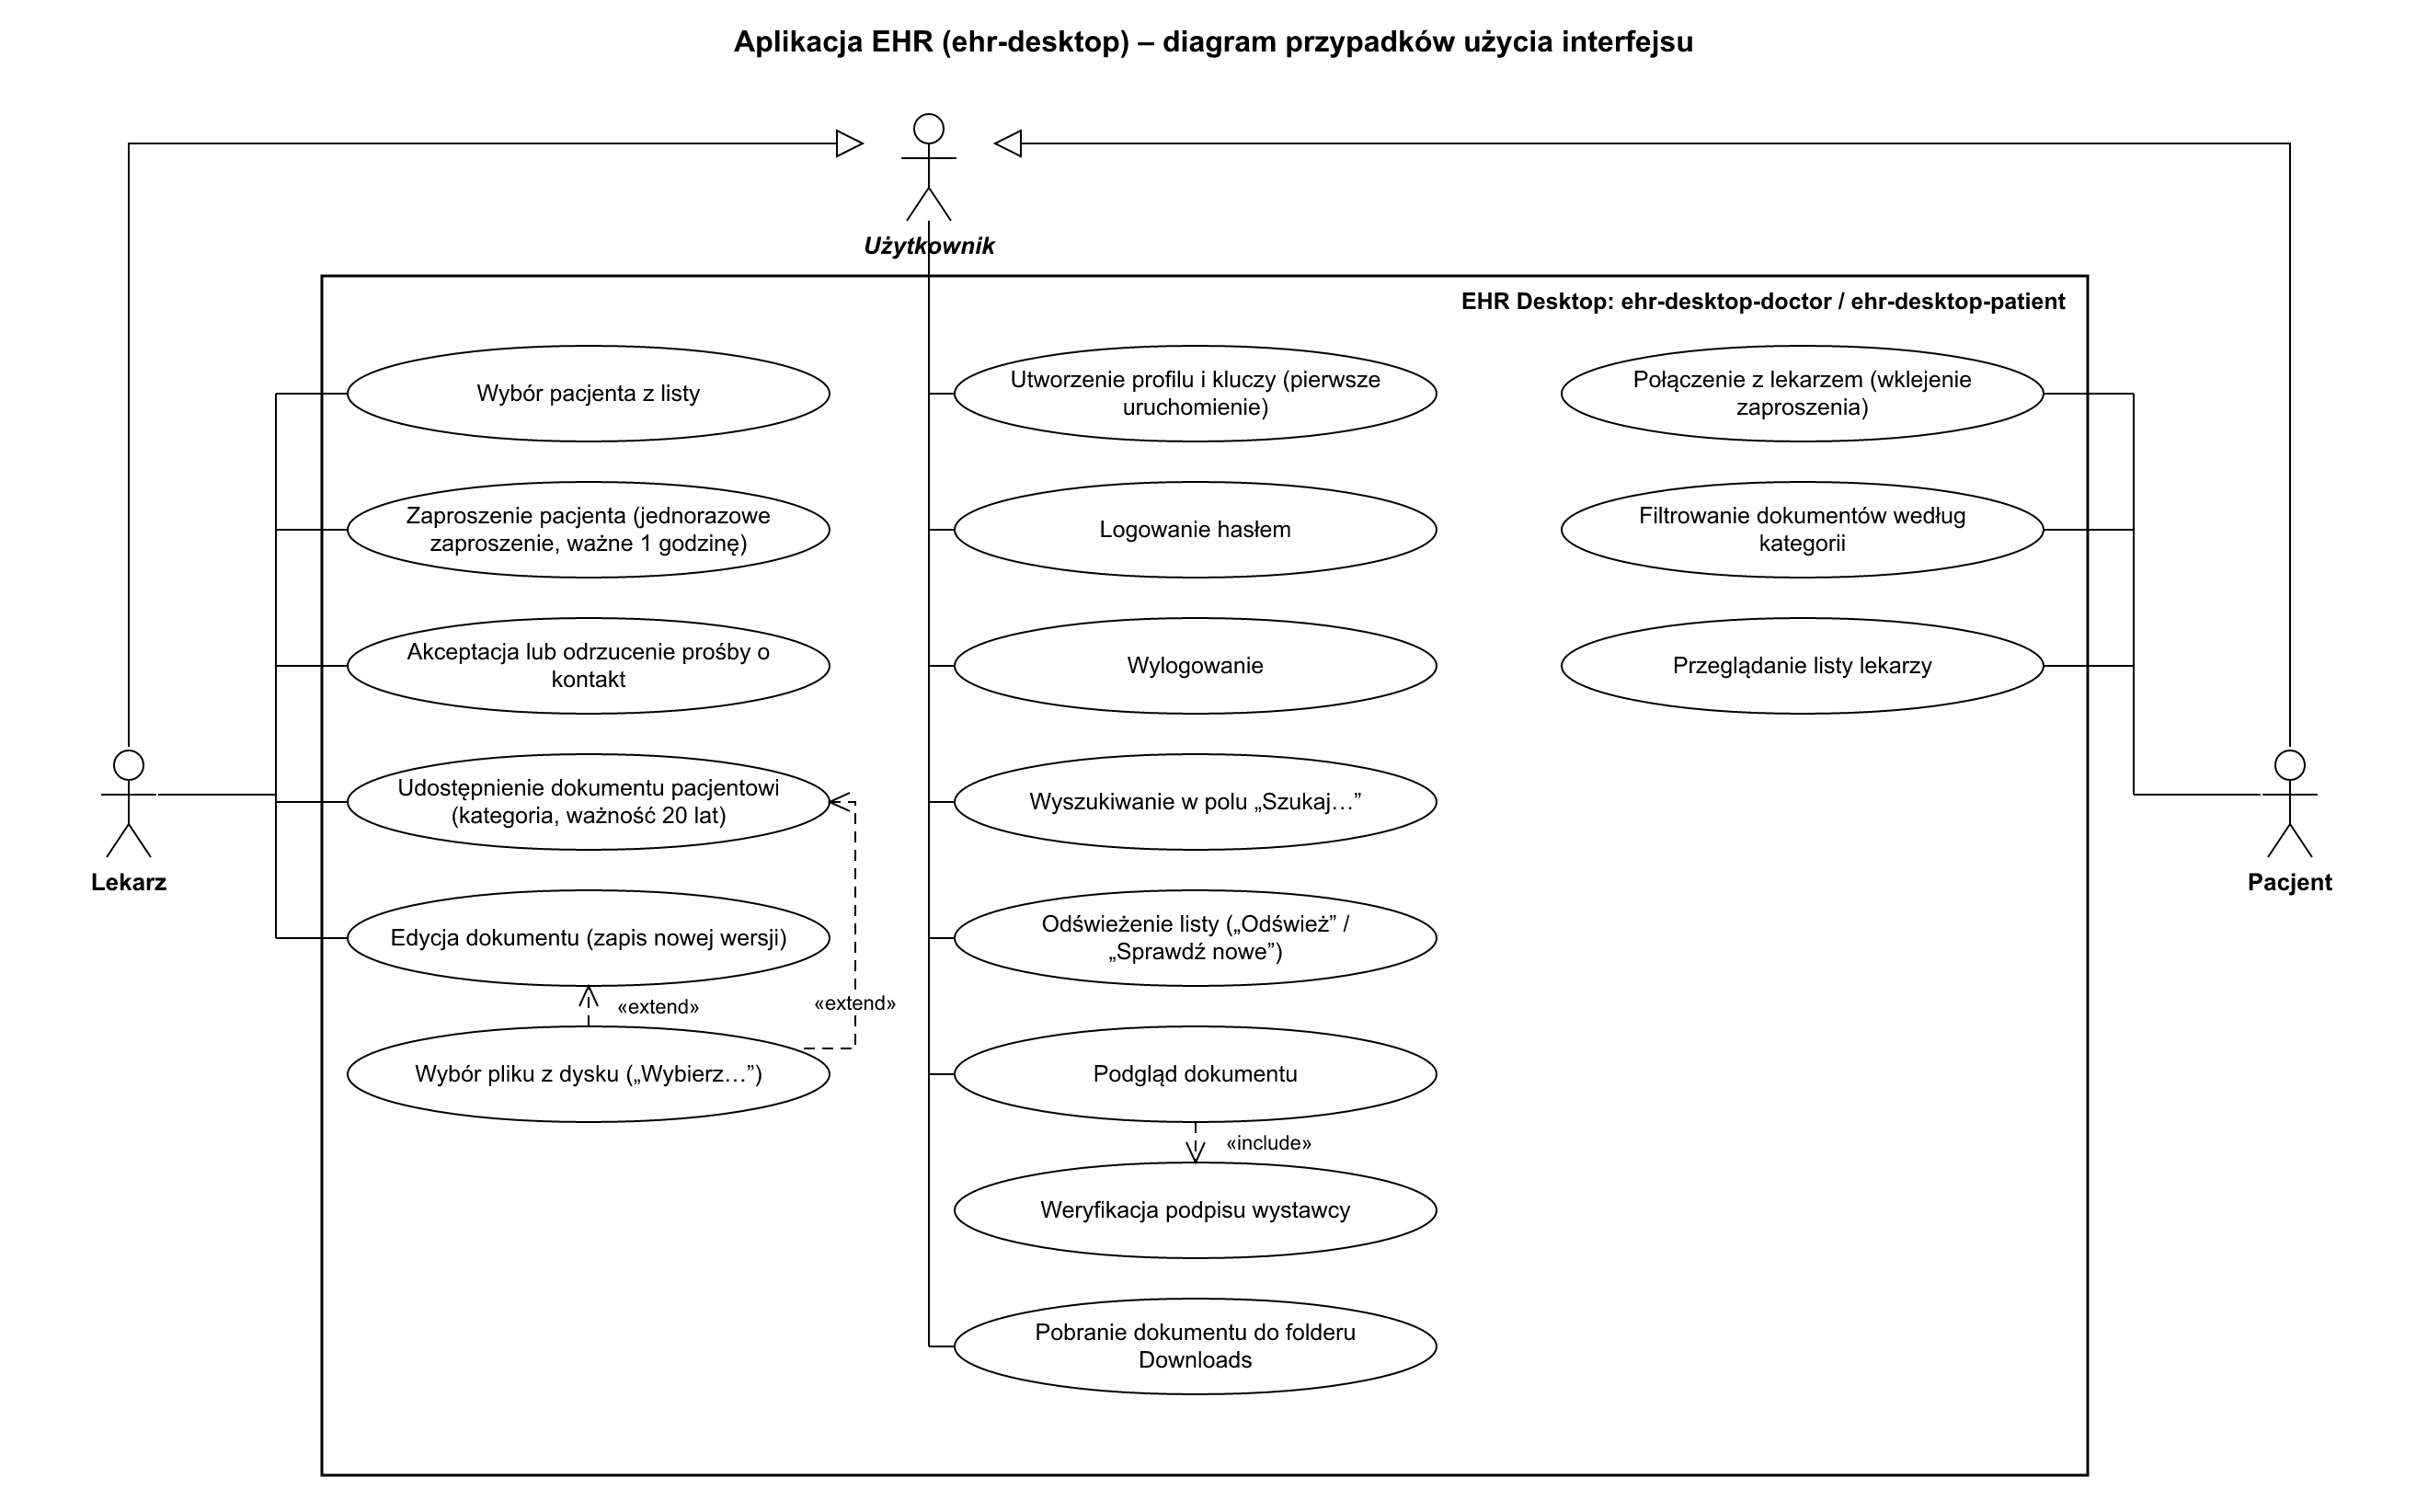 Aplikacja EHR (ehr-desktop) – diagram przypadków użycia interfejsu
Użytkownik
EHR Desktop: ehr-desktop-doctor / ehr-desktop-patient
Wybór pacjenta z listy
Zaproszenie pacjenta (jednorazowe
zaproszenie, ważne 1 godzinę)
Akceptacja lub odrzucenie prośby o
kontakt
Udostępnienie dokumentu pacjentowi
(kategoria, ważność 20 lat)
Edycja dokumentu (zapis nowej wersji)
«extend»
«extend»
Wybór pliku z dysku („Wybierz…”)
Utworzenie profilu i kluczy (pierwsze
uruchomienie)
Logowanie hasłem
Wylogowanie
Wyszukiwanie w polu „Szukaj…”
Odświeżenie listy („Odśwież” /
„Sprawdź nowe”)
Podgląd dokumentu
«include»
Weryfikacja podpisu wystawcy
Pobranie dokumentu do folderu
Downloads
Połączenie z lekarzem (wklejenie
zaproszenia)
Filtrowanie dokumentów według
kategorii
Przeglądanie listy lekarzy
Lekarz
Pacjent